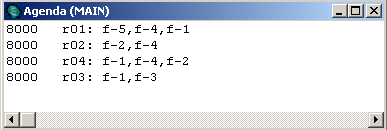 Agenda (MAIN)
8000 r01: f-5,f-4,f-1
8000 r02: f-2,f-4
8000 r04: f-1,f-4,f-2
8000 r03: f-1,f-3